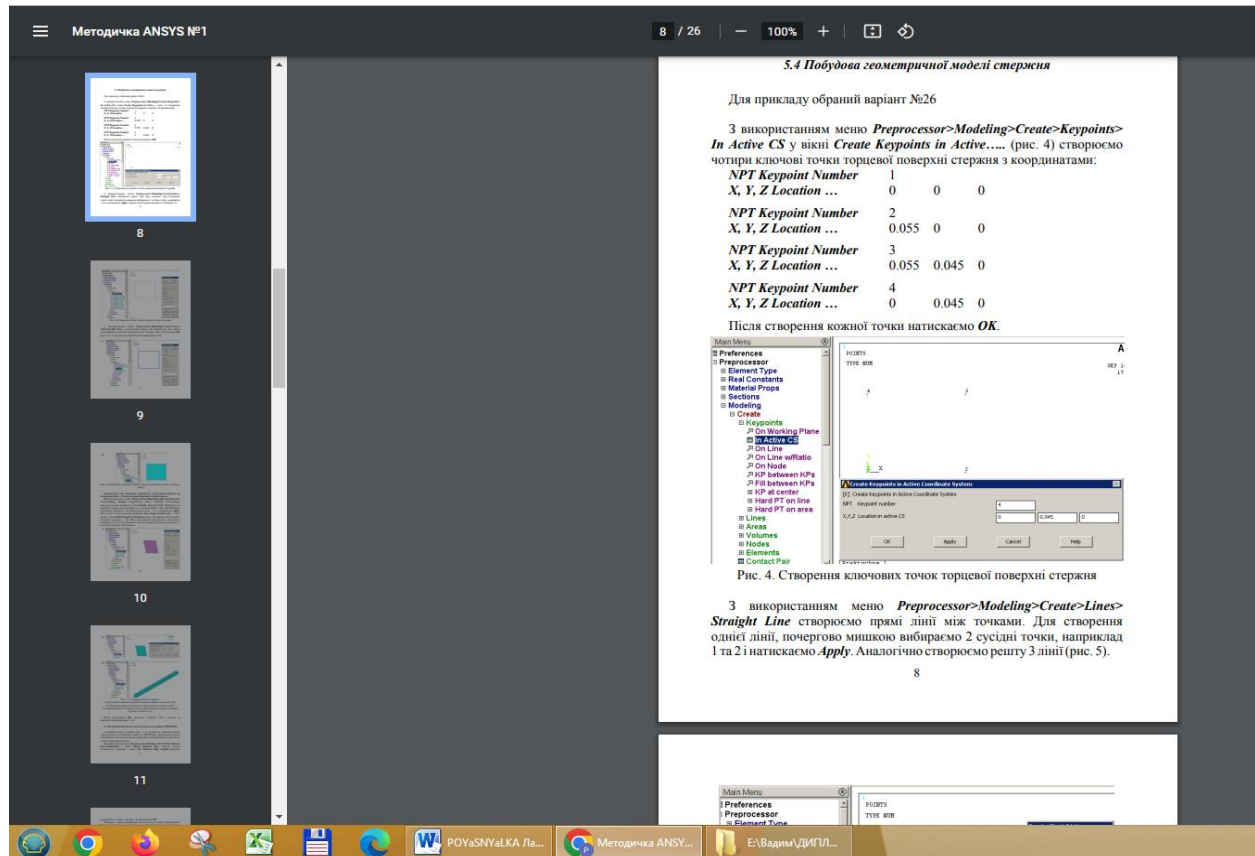 Методичка ANSYS №1
8 / 26
100%
8
9
10
11
5.4 Побудова геометричної моделі стержня
Для прикладу обраний варіант №26
З використанням меню Preprocessor>Modeling>Create>Keypoints>
In Active CS у вікні Create Keypoints in Active….. (рис. 4) створюємо
чотири ключові точки торцевої поверхні стержня з координатами:
NPT Keypoint Number 1
X, Y, Z Location … 0 0 0
NPT Keypoint Number 2
X, Y, Z Location … 0.055 0 0
NPT Keypoint Number 3
X, Y, Z Location … 0.055 0.045 0
NPT Keypoint Number 4
X, Y, Z Location … 0 0.045 0
Після створення кожної точки натискаємо OK.
Main Menu
Preferences
Preprocessor
Element Type
Real Constants
Material Props
Sections
Modeling
Create
Keypoints
On Working Plane
In Active CS
On Line
On Line w/Ratio
On Node
KP between KPs
Fill between KPs
KP at center
Hard PT on line
Hard PT on area
Lines
Areas
Volumes
Nodes
Elements
Contact Pair
POINTS
TYPE NUM
A
SEP 1
17
X
Create Keypoints in Active Coordinate System
[K] Create Keypoints in Active Coordinate System
NPT Keypoint number 4
X,Y,Z Location in active CS 0 0.045 0
OK Apply Cancel Help
Рис. 4. Створення ключових точок торцевої поверхні стержня
З використанням меню Preprocessor>Modeling>Create>Lines>
Straight Line створюємо прямі лінії між точками. Для створення
однієї лінії, почергово мишкою вибираємо 2 сусідні точки, наприклад
1 та 2 і натискаємо Apply. Аналогічно створюємо решту 3 лінії (рис. 5).
8
Main Menu
Preferences
Preprocessor
Element Type
POINTS
TYPE NUM
POYaSNYaLKA Ла...
Методичка ANSY...
E:\Вадим\ДИПЛ...